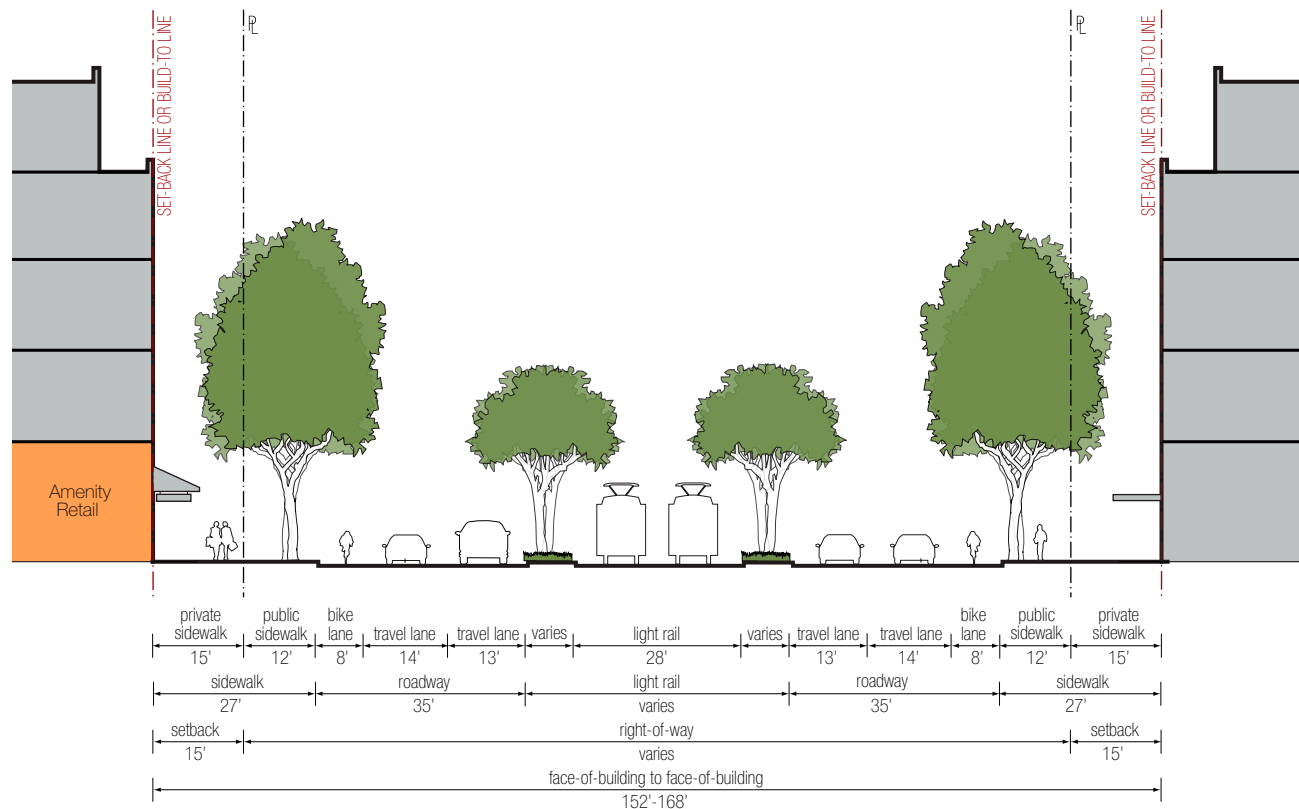 SET-BACK LINE OR BUILD-TO LINE
PL
PL
SET-BACK LINE OR BUILD-TO LINE
Amenity
Retail
private
sidewalk
15'
public
sidewalk
12'
bike
lane
8'
travel lane
14'
travel lane
13'
varies
light rail
28'
varies
travel lane
13'
travel lane
14'
bike
lane
8'
public
sidewalk
12'
private
sidewalk
15'
sidewalk
27'
roadway
35'
light rail
varies
roadway
35'
sidewalk
27'
setback
15'
right-of-way
varies
setback
15'
face-of-building to face-of-building
152'-168'